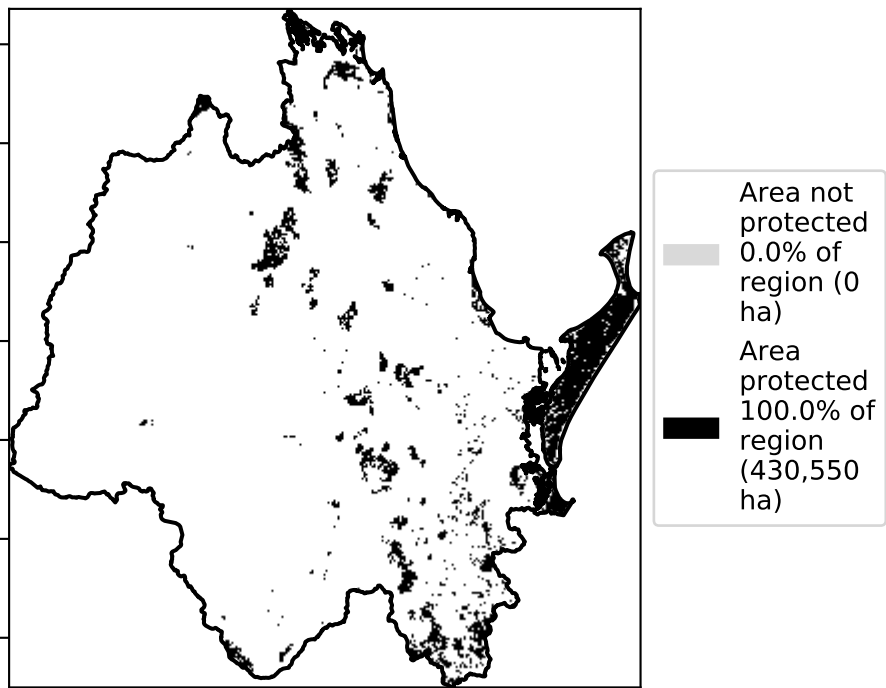 Area not
protected
0.0% of
region (0
ha)
Area
protected
100.0% of
region
(430,550
ha)